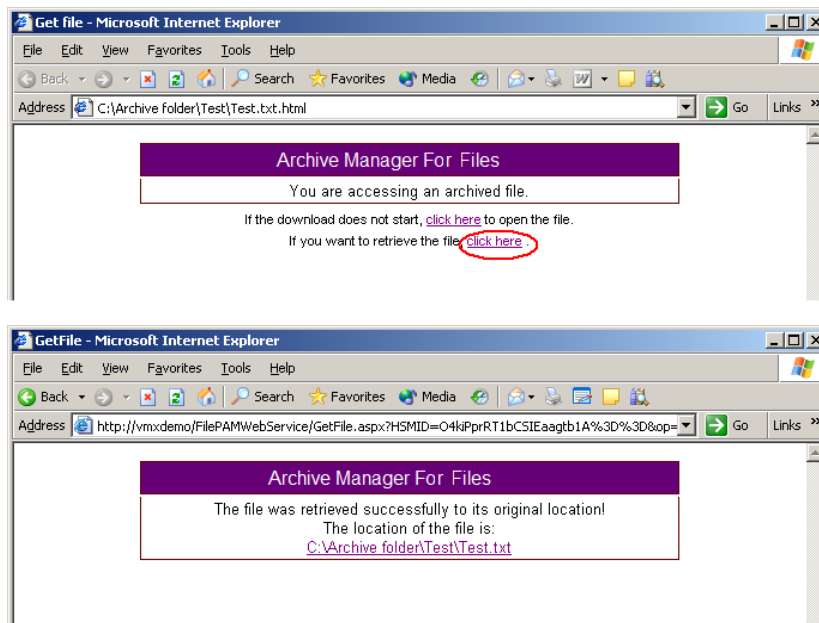 Get file - Microsoft Internet Explorer
File Edit View Favorites Tools Help
Back Search Favorites Media
Address C:\Archive folder\Test\Test.txt.html Go Links »
Archive Manager For Files
You are accessing an archived file.
If the download does not start, click here to open the file.
If you want to retrieve the file, click here .
GetFile - Microsoft Internet Explorer
File Edit View Favorites Tools Help
Back Search Favorites Media
Address http://vmxdemo/FilePAMWebService/GetFile.aspx?HSMID=O4kiPprRT1bCSIEaagtb1A%3D%3D&op= Go Links »
Archive Manager For Files
The file was retrieved successfully to its original location!
The location of the file is:
C:\Archive folder\Test\Test.txt